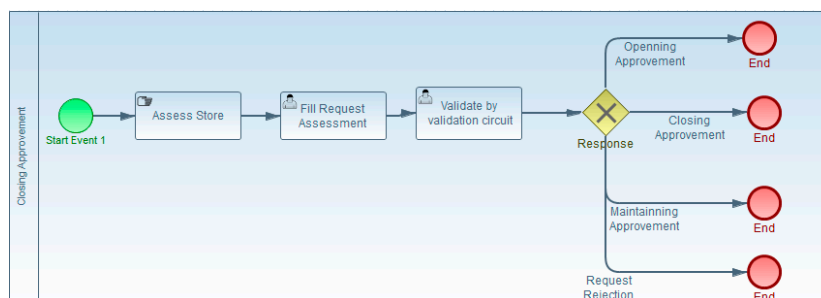 Closing Approvement
Start Event 1
Assess Store
Fill Request
Assessment
Validate by
validation circuit
Response
Openning
Approvement
End
Closing
Approvement
End
Maintainning
Approvement
End
Request
Rejection
End